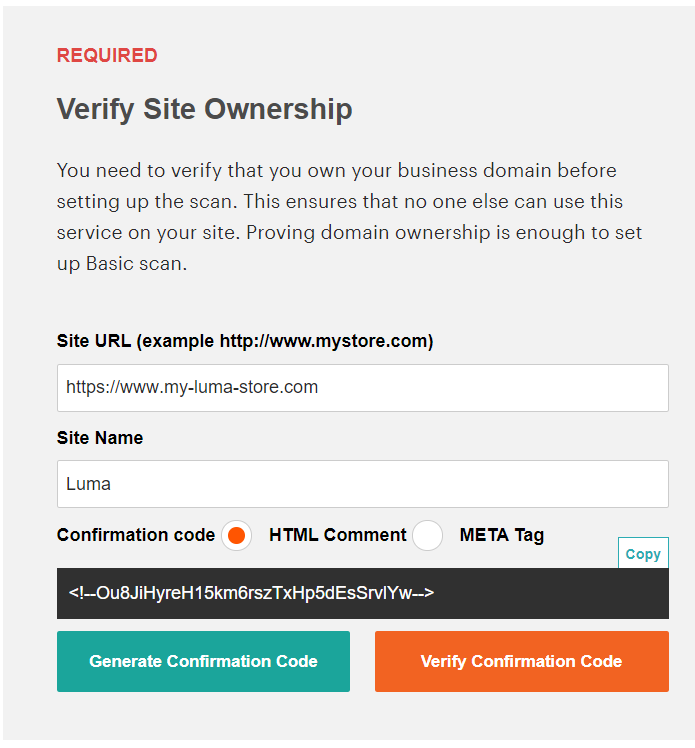 REQUIRED
Verify Site Ownership
You need to verify that you own your business domain before
setting up the scan. This ensures that no one else can use this
service on your site. Proving domain ownership is enough to set
up Basic scan.
Site URL (example http://www.mystore.com)
https://www.my-luma-store.com
Site Name
Luma
Confirmation code HTML Comment META Tag
Copy
<!--Ou8JiHyreH15km6rszTxHp5dEsSrvlYw-->
Generate Confirmation Code Verify Confirmation Code